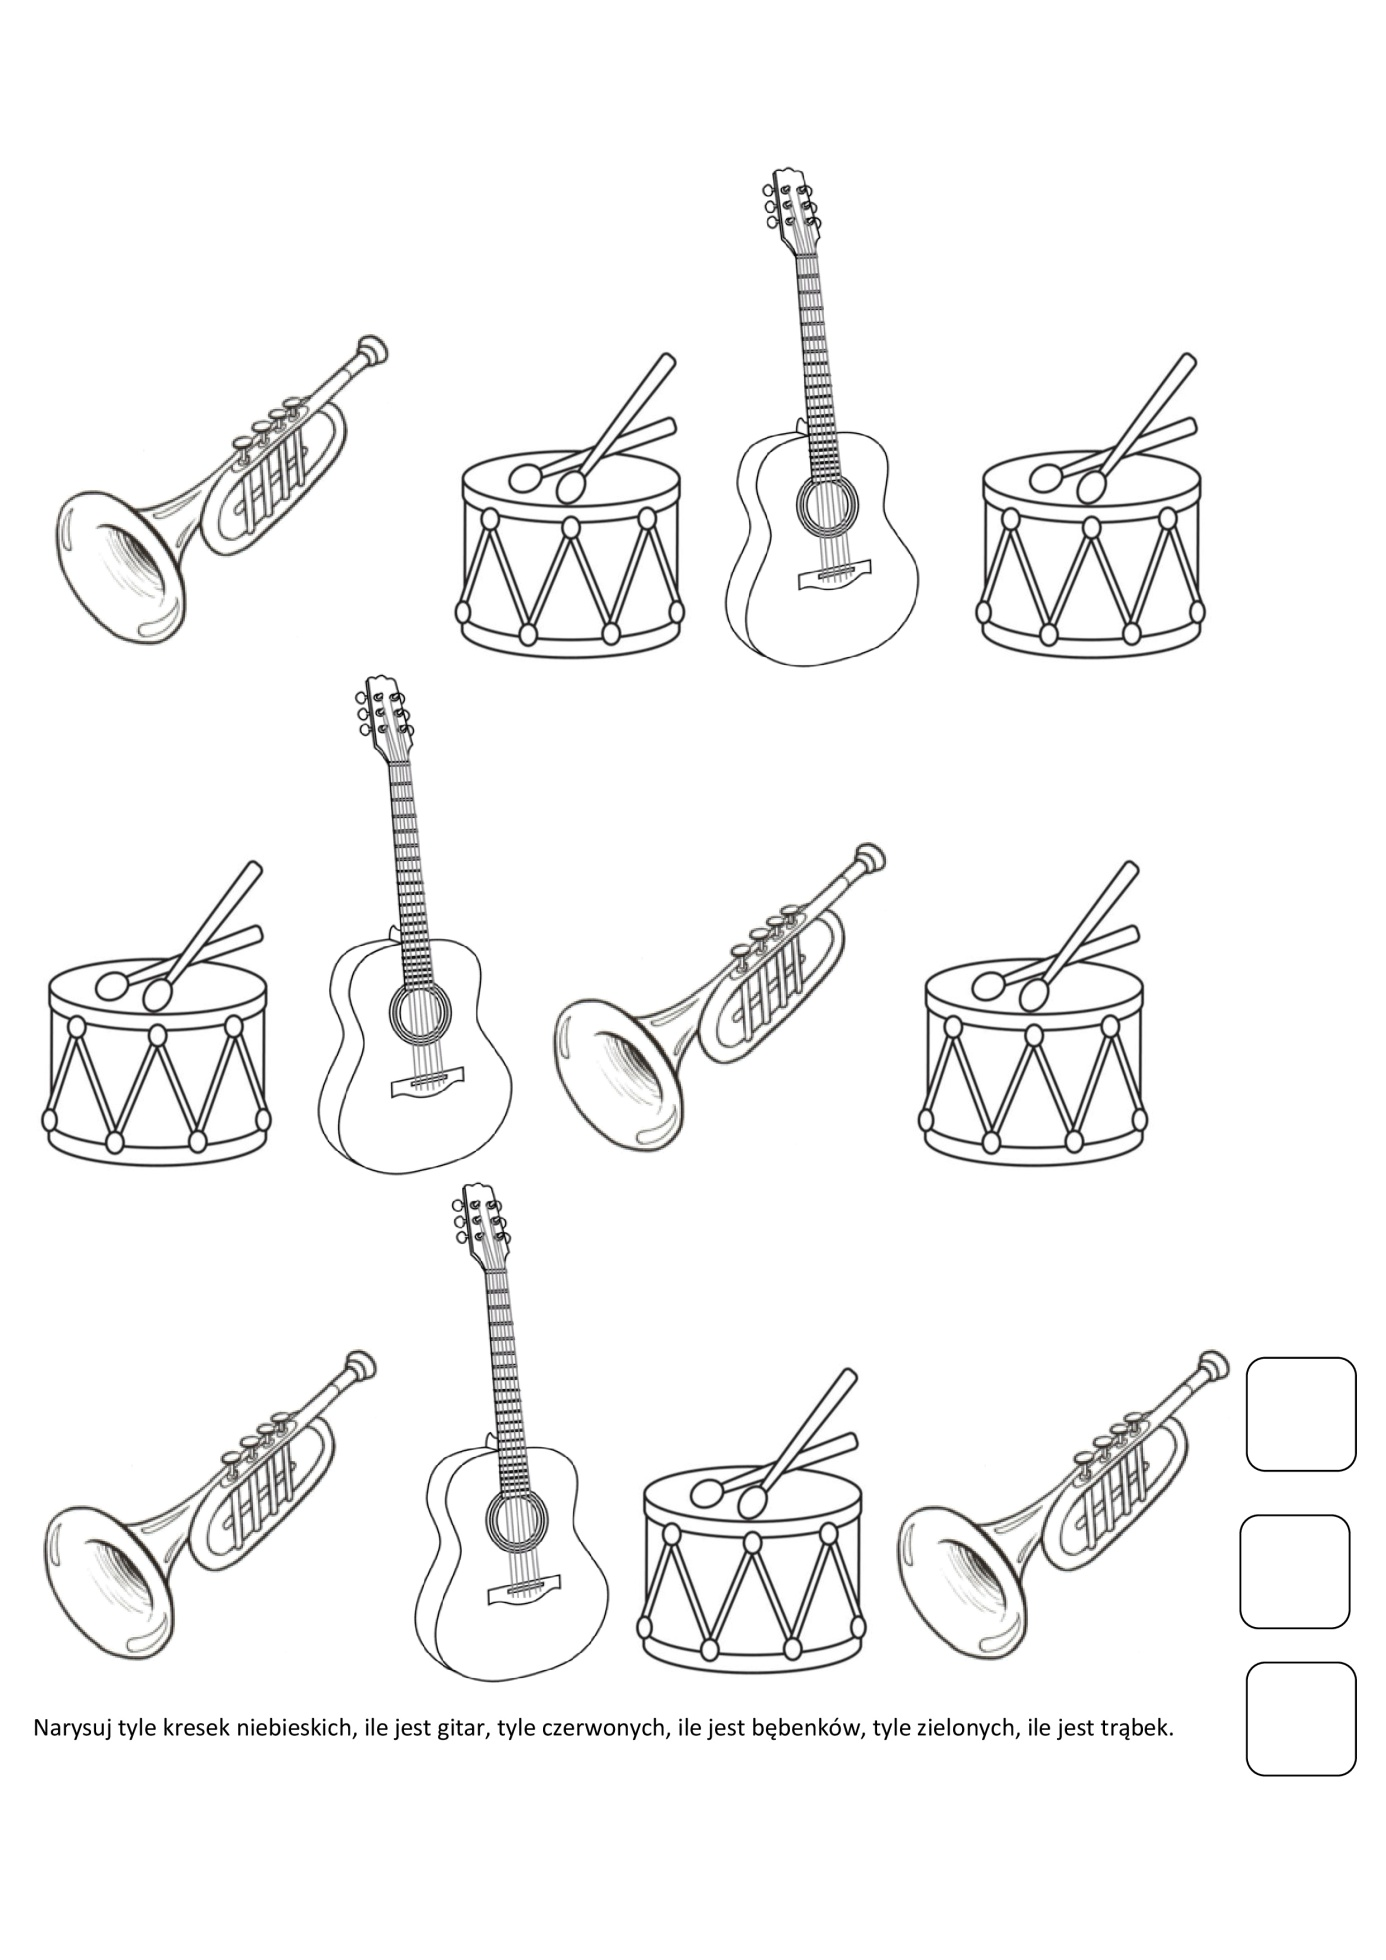 Narysuj tyle kresek niebieskich, ile jest gitar, tyle czerwonych, ile jest bębenków, tyle zielonych, ile jest trąbek.